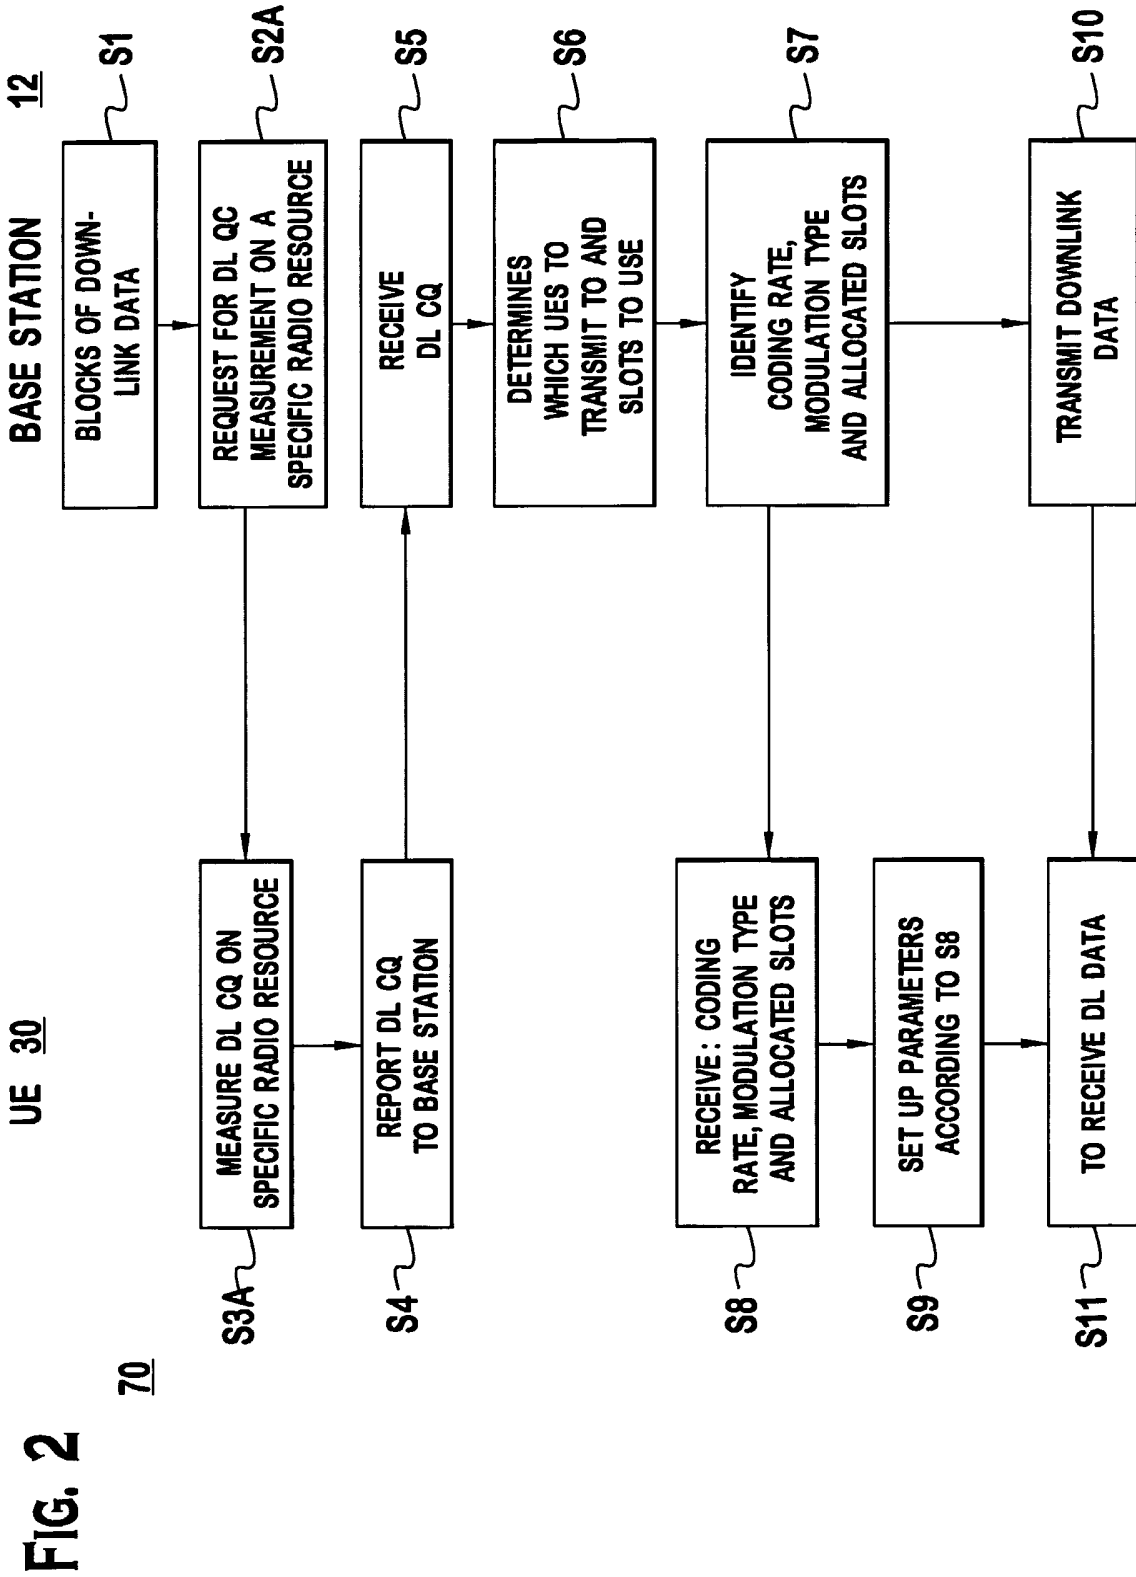 FIG. 2
70
UE 30
BASE STATION 12
BLOCKS OF DOWN-
LINK DATA
S1
REQUEST FOR DL QC
MEASUREMENT ON A
SPECIFIC RADIO RESOURCE
S2A
S3A
MEASURE DL CQ ON
SPECIFIC RADIO RESOURCE
S4
REPORT DL CQ
TO BASE STATION
RECEIVE
DL CQ
S5
DETERMINES
WHICH UES TO
TRANSMIT TO AND
SLOTS TO USE
S6
IDENTIFY
CODING RATE,
MODULATION TYPE
AND ALLOCATED SLOTS
S7
S8
RECEIVE: CODING
RATE, MODULATION TYPE
AND ALLOCATED SLOTS
S9
SET UP PARAMETERS
ACCORDING TO S8
TRANSMIT DOWNLINK
DATA
S10
S11
TO RECEIVE DL DATA